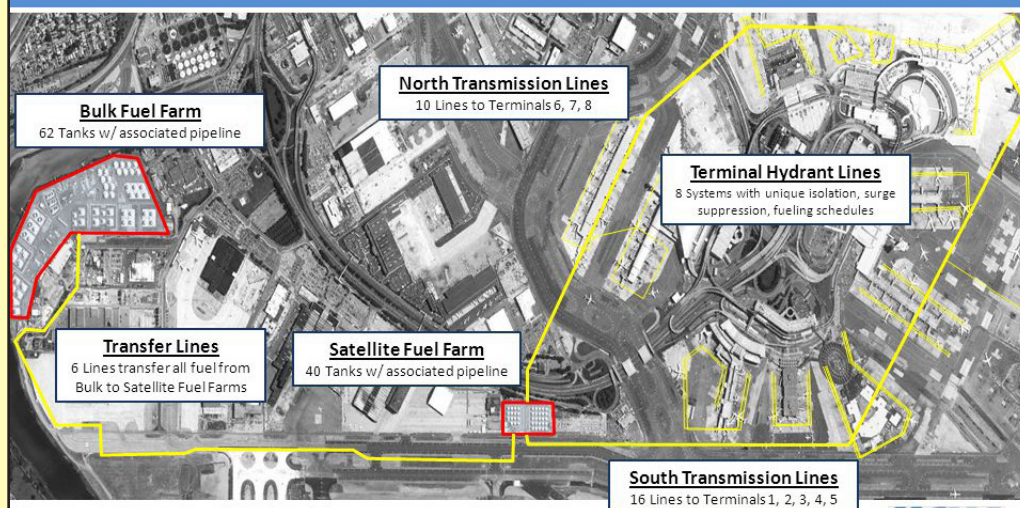 North Transmission Lines
10 Lines to Terminals 6, 7, 8
Bulk Fuel Farm
62 Tanks w/ associated pipeline
Terminal Hydrant Lines
8 Systems with unique isolation, surge
suppression, fueling schedules
Transfer Lines
6 Lines transfer all fuel from
Bulk to Satellite Fuel Farms
Satellite Fuel Farm
40 Tanks w/ associated pipeline
South Transmission Lines
16 Lines to Terminals 1, 2, 3, 4, 5